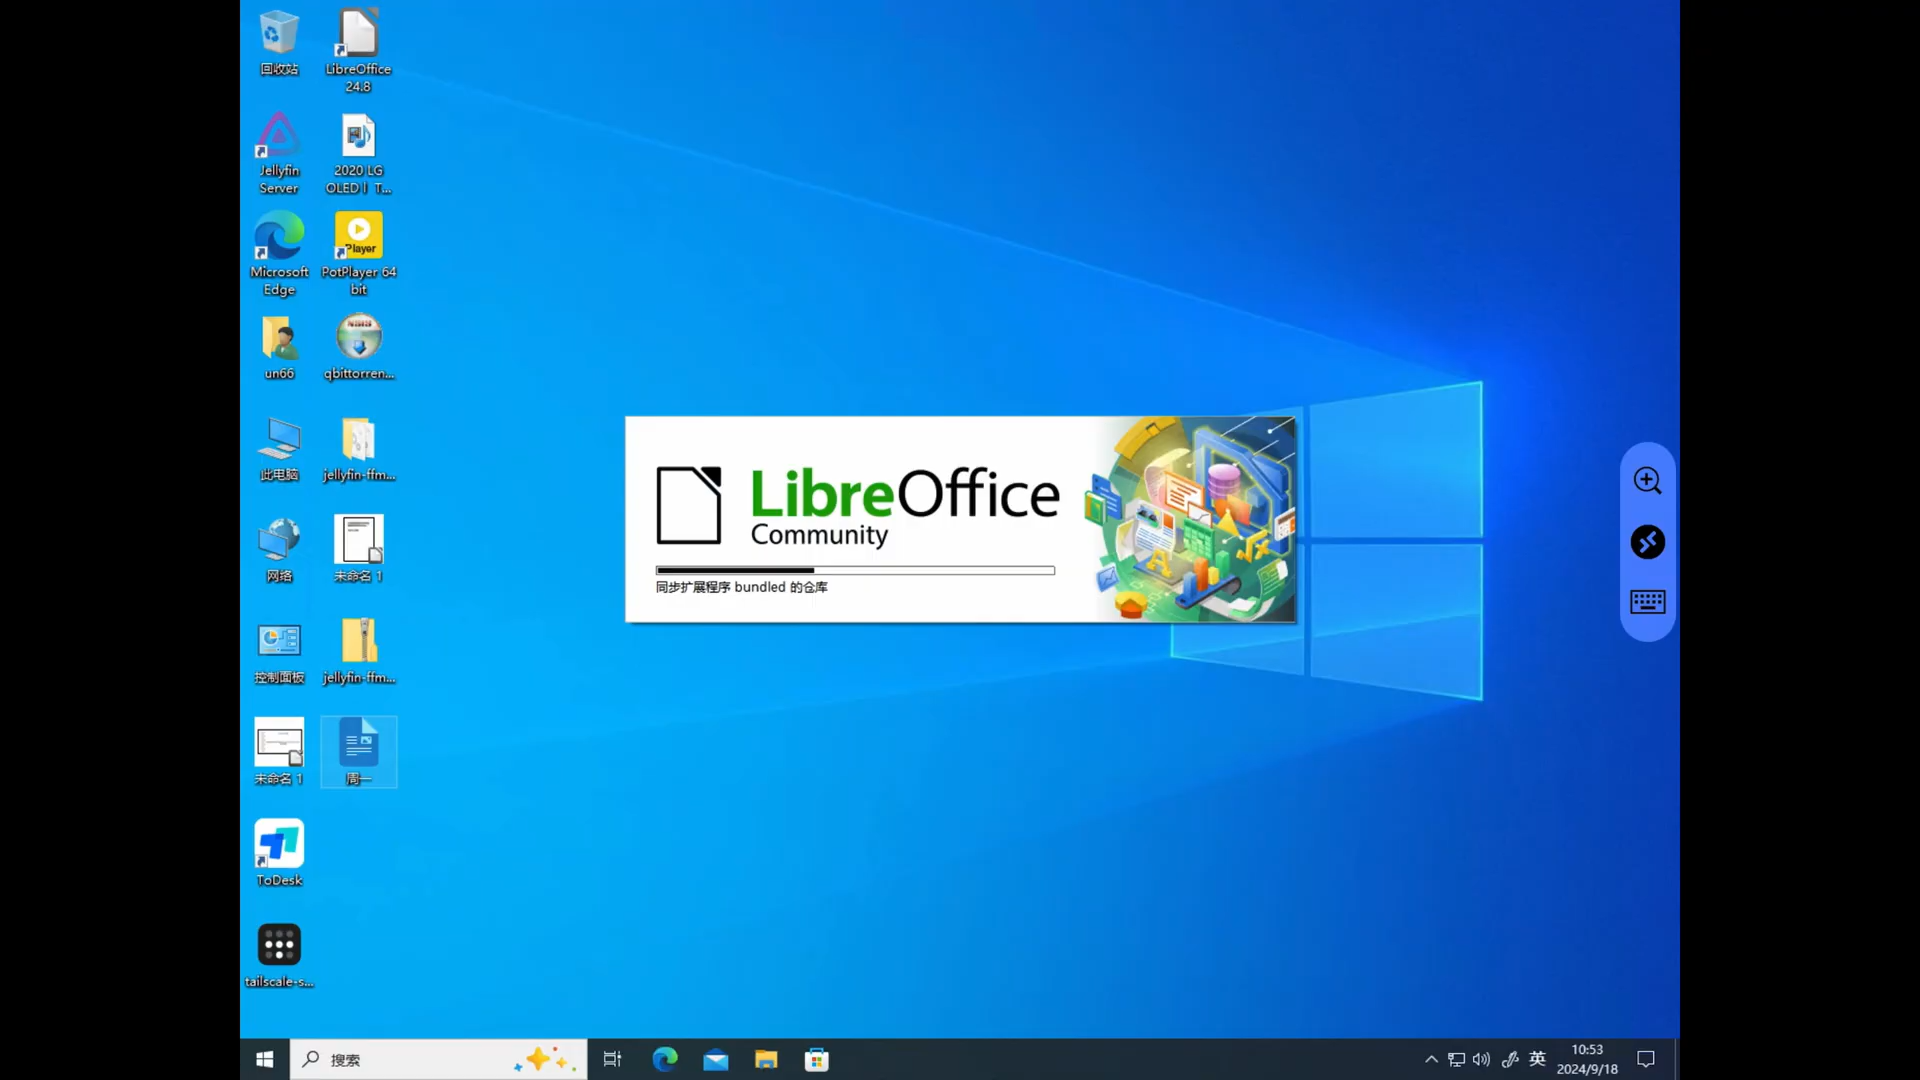 回收站
LibreOffice
24.8
Jellyfin
Server
2020 LG
OLED丨 T...
Microsoft
Edge
Player
PotPlayer 64
bit
un66
qbittorren...
此电脑
jellyfin-ffm...
网络
未命名 1
控制面板
jellyfin-ffm...
未命名 1
周一
ToDesk
tailscale-s...
LibreOffice
Community
同步扩展程序 bundled 的仓库
搜索
英
10:53
2024/9/18